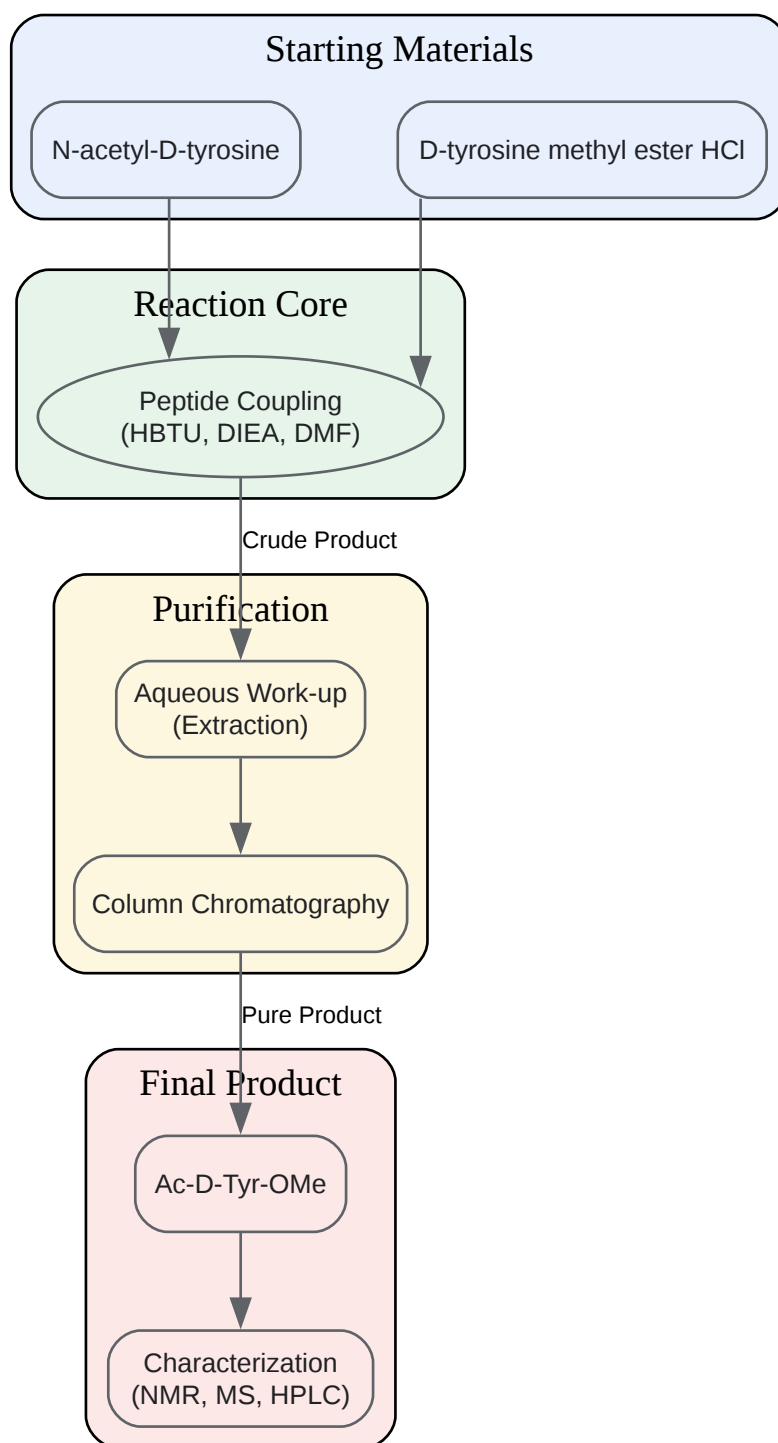 Starting Materials
N-acetyl-D-tyrosine
D-tyrosine methyl ester HCl
Reaction Core
Peptide Coupling
(HBTU, DIEA, DMF)
Crude Product
Purification
Aqueous Work-up
(Extraction)
Column Chromatography
Pure Product
Final Product
Ac-D-Tyr-OMe
Characterization
(NMR, MS, HPLC)